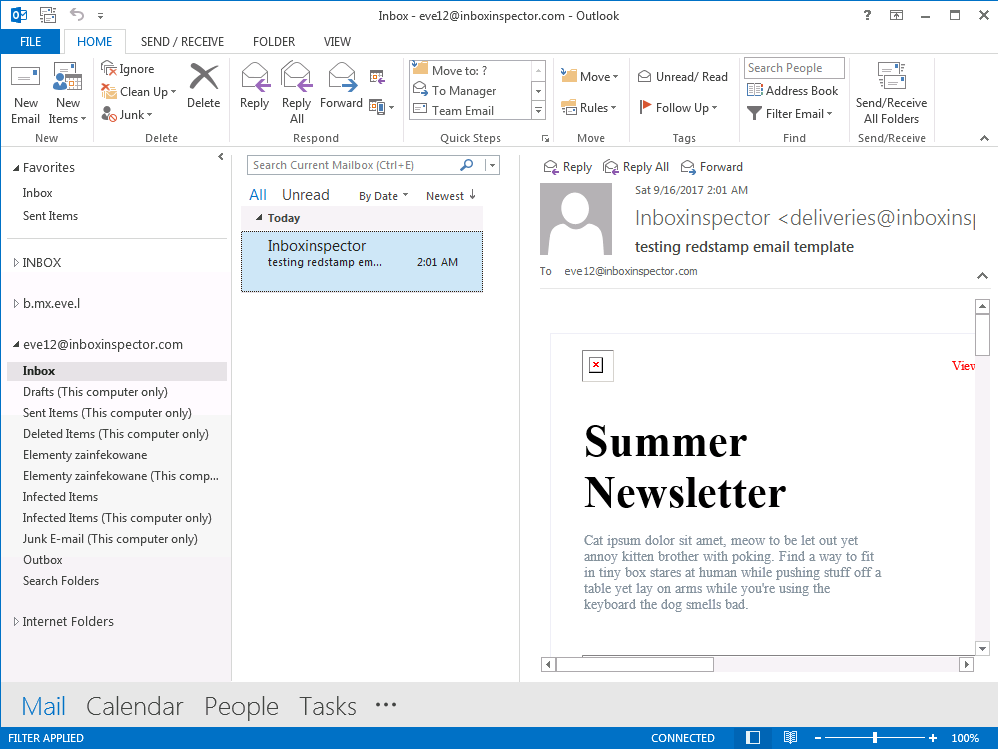 Inbox - eve12@inboxinspector.com - Outlook
FILE HOME SEND / RECEIVE FOLDER VIEW
New Email
New Items
New
Ignore
Clean Up
Junk
Delete
Delete
Reply
Reply All
Forward
Respond
Move to: ?
To Manager
Team Email
Quick Steps
Move
Rules
Move
Unread/ Read
Follow Up
Tags
Search People
Address Book
Filter Email
Find
Send/Receive All Folders
Send/Receive
Favorites
Inbox
Sent Items
INBOX
b.mx.eve.l
eve12@inboxinspector.com
Inbox
Drafts (This computer only)
Sent Items (This computer only)
Deleted Items (This computer only)
Elementy zainfekowane
Elementy zainfekowane (This comp...
Infected Items
Infected Items (This computer only)
Junk E-mail (This computer only)
Outbox
Search Folders
Internet Folders
Search Current Mailbox (Ctrl+E)
All Unread By Date Newest
Today
Inboxinspector
testing redstamp em... 2:01 AM
Reply Reply All Forward
Sat 9/16/2017 2:01 AM
Inboxinspector <deliveries@inboxinsp
testing redstamp email template
To eve12@inboxinspector.com
View
Summer
Newsletter
Cat ipsum dolor sit amet, meow to be let out yet
annoy kitten brother with poking. Find a way to fit
in tiny box stares at human while pushing stuff off a
table yet lay on arms while you're using the
keyboard the dog smells bad.
Mail Calendar People Tasks ···
FILTER APPLIED CONNECTED 100%